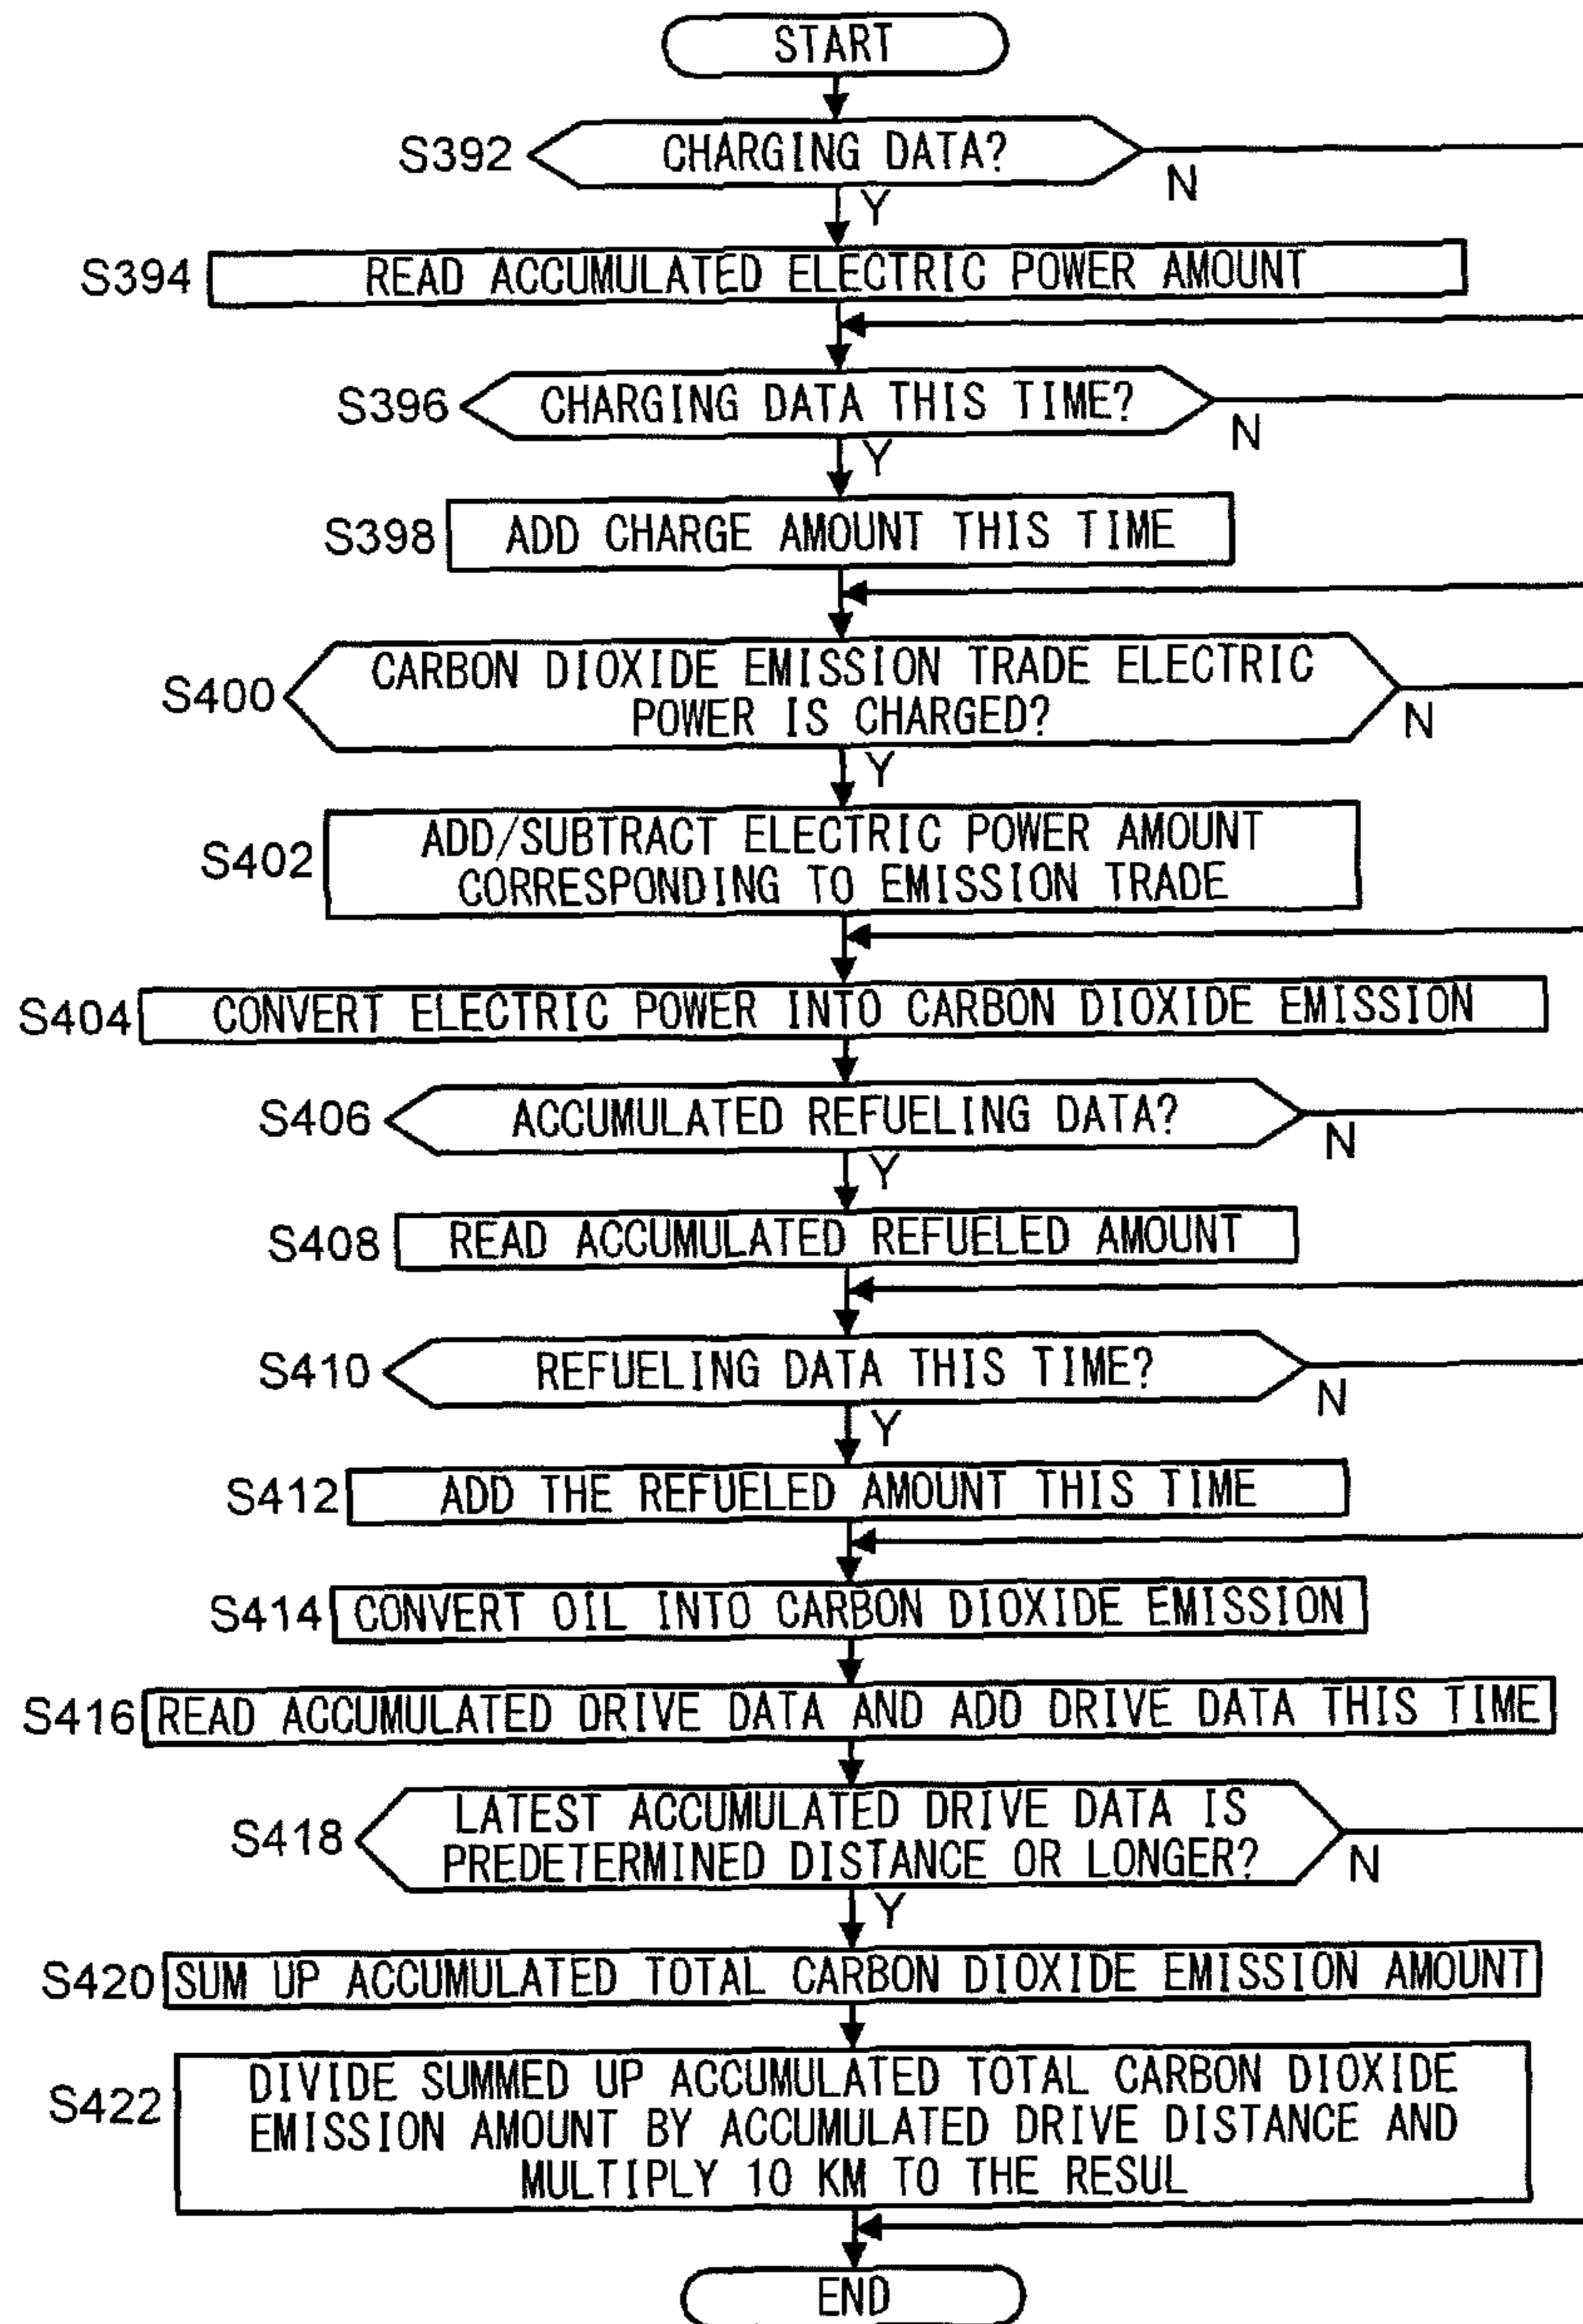 START
S392 CHARGING DATA?
N
Y
S394 READ ACCUMULATED ELECTRIC POWER AMOUNT
S396 CHARGING DATA THIS TIME?
N
Y
S398 ADD CHARGE AMOUNT THIS TIME
CARBON DIOXIDE EMISSION TRADE ELECTRIC
S400
POWER IS CHARGED?
N
Y
ADD/SUBTRACT ELECTRIC POWER AMOUNT
S402
CORRESPONDING TO EMISSION TRADE
S404 CONVERT ELECTRIC POWER INTO CARBON DIOXIDE EMISSION
S406 ACCUMULATED REFUELING DATA?
N
Y
S408 READ ACCUMULATED REFUELED AMOUNT
S410 REFUELING DATA THIS TIME?
N
Y
S412 ADD THE REFUELED AMOUNT THIS TIME
S414 CONVERT OIL INTO CARBON DIOXIDE EMISSION
S416 READ ACCUMULATED DRIVE DATA AND ADD DRIVE DATA THIS TIME
LATEST ACCUMULATED DRIVE DATA IS
S418
PREDETERMINED DISTANCE OR LONGER?
N
Y
S420 SUM UP ACCUMULATED TOTAL CARBON DIOXIDE EMISSION AMOUNT
DIVIDE SUMMED UP ACCUMULATED TOTAL CARBON DIOXIDE
S422
EMISSION AMOUNT BY ACCUMULATED DRIVE DISTANCE AND
MULTIPLY 10 KM TO THE RESUL
END